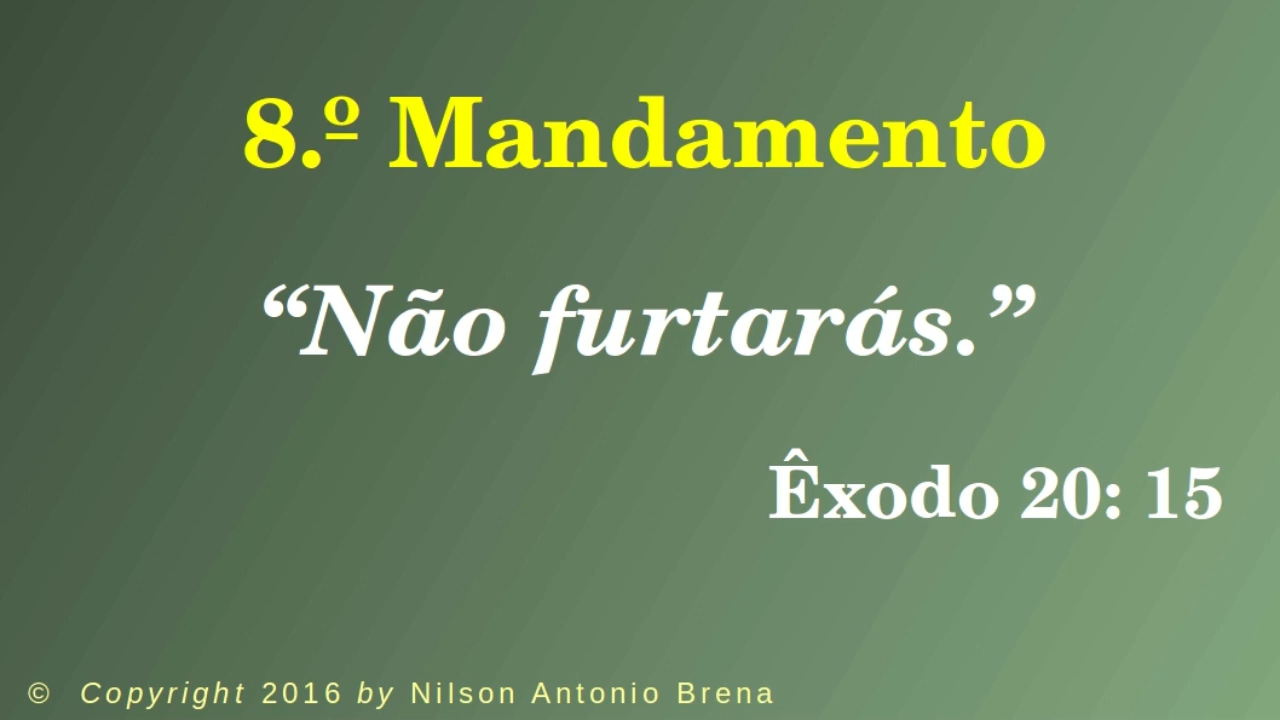 8.º Mandamento
“Não furtarás.”
Êxodo 20: 15
© Copyright 2016 by Nilson Antonio Brena